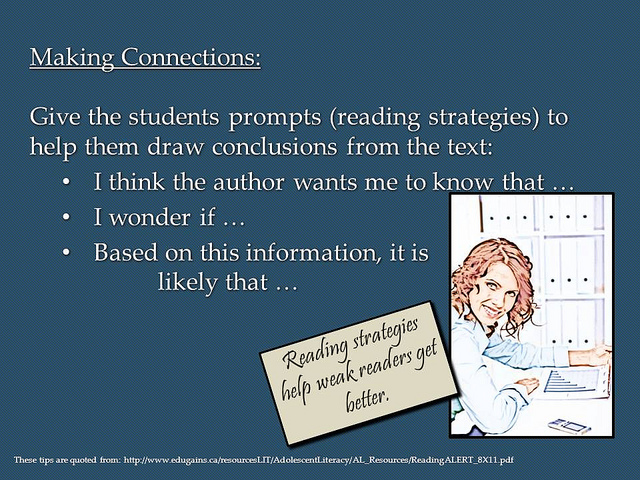 Making Connections:
Give the students prompts (reading strategies) to
help them draw conclusions from the text:
• I think the author wants me to know that …
• I wonder if …
• Based on this information, it is
likely that …
Reading strategies
help weak readers get
better.
These tips are quoted from: http://www.edugains.ca/resourcesLIT/AdolescentLiteracy/AL_Resources/ReadingALERT_8X11.pdf